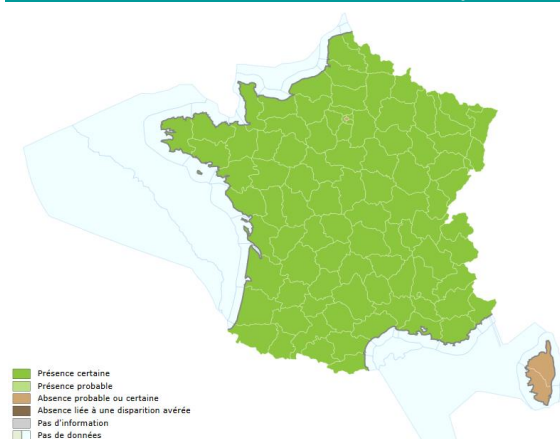 Présence certaine
Présence probable
Absence probable ou certaine
Absence liée à une disparition avérée
Pas d'information
Pas de données